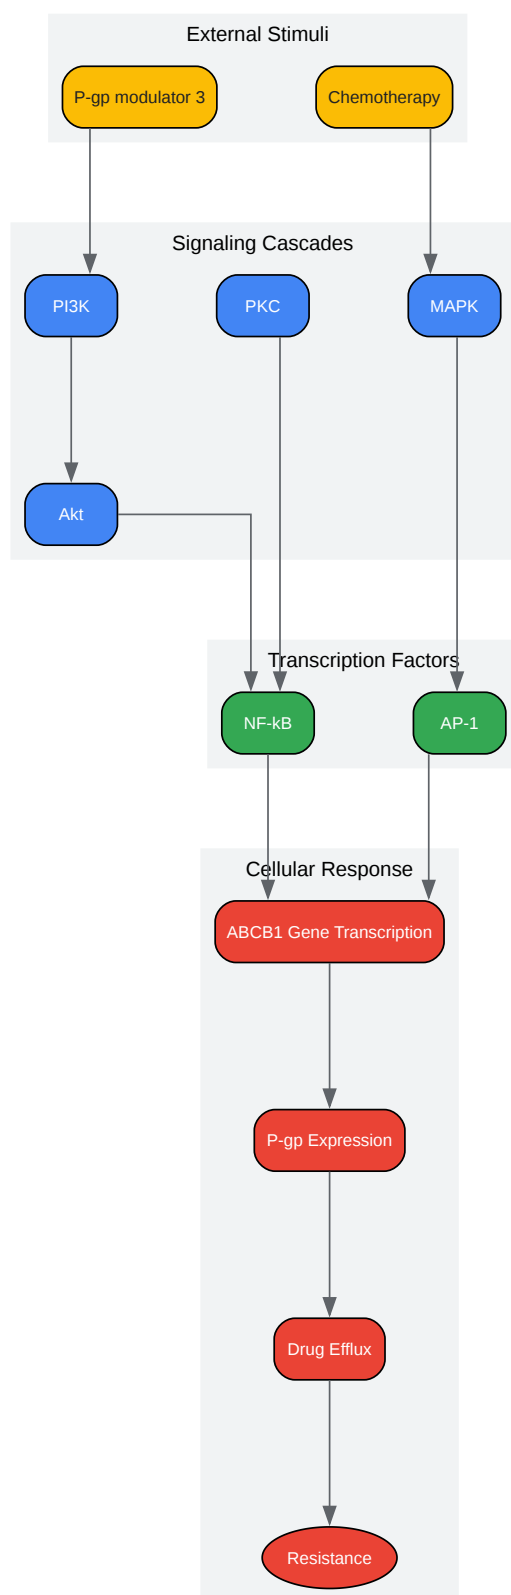 External Stimuli
P-gp modulator 3
Chemotherapy
Signaling Cascades
PI3K
PKC
MAPK
Akt
Transcription Factors
NF-kB
AP-1
Cellular Response
ABCB1 Gene Transcription
P-gp Expression
Drug Efflux
Resistance